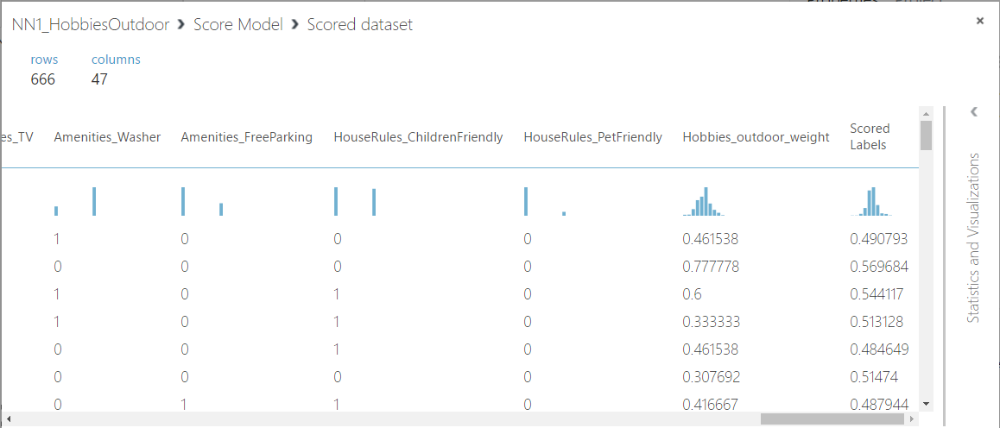 NN1_HobbiesOutdoor > Score Model > Scored dataset
rows columns
666 47
es_TV Amenities_Washer Amenities_FreeParking HouseRules_ChildrenFriendly HouseRules_PetFriendly Hobbies_outdoor_weight Scored
Labels
1 0 0 0 0.461538 0.490793
0 0 0 0 0.777778 0.569684
1 0 1 0 0.6 0.544117
1 0 1 0 0.333333 0.513128
0 0 1 0 0.461538 0.484649
0 0 0 0 0.307692 0.51474
0 1 1 0 0.416667 0.487944
Statistics and Visualizations